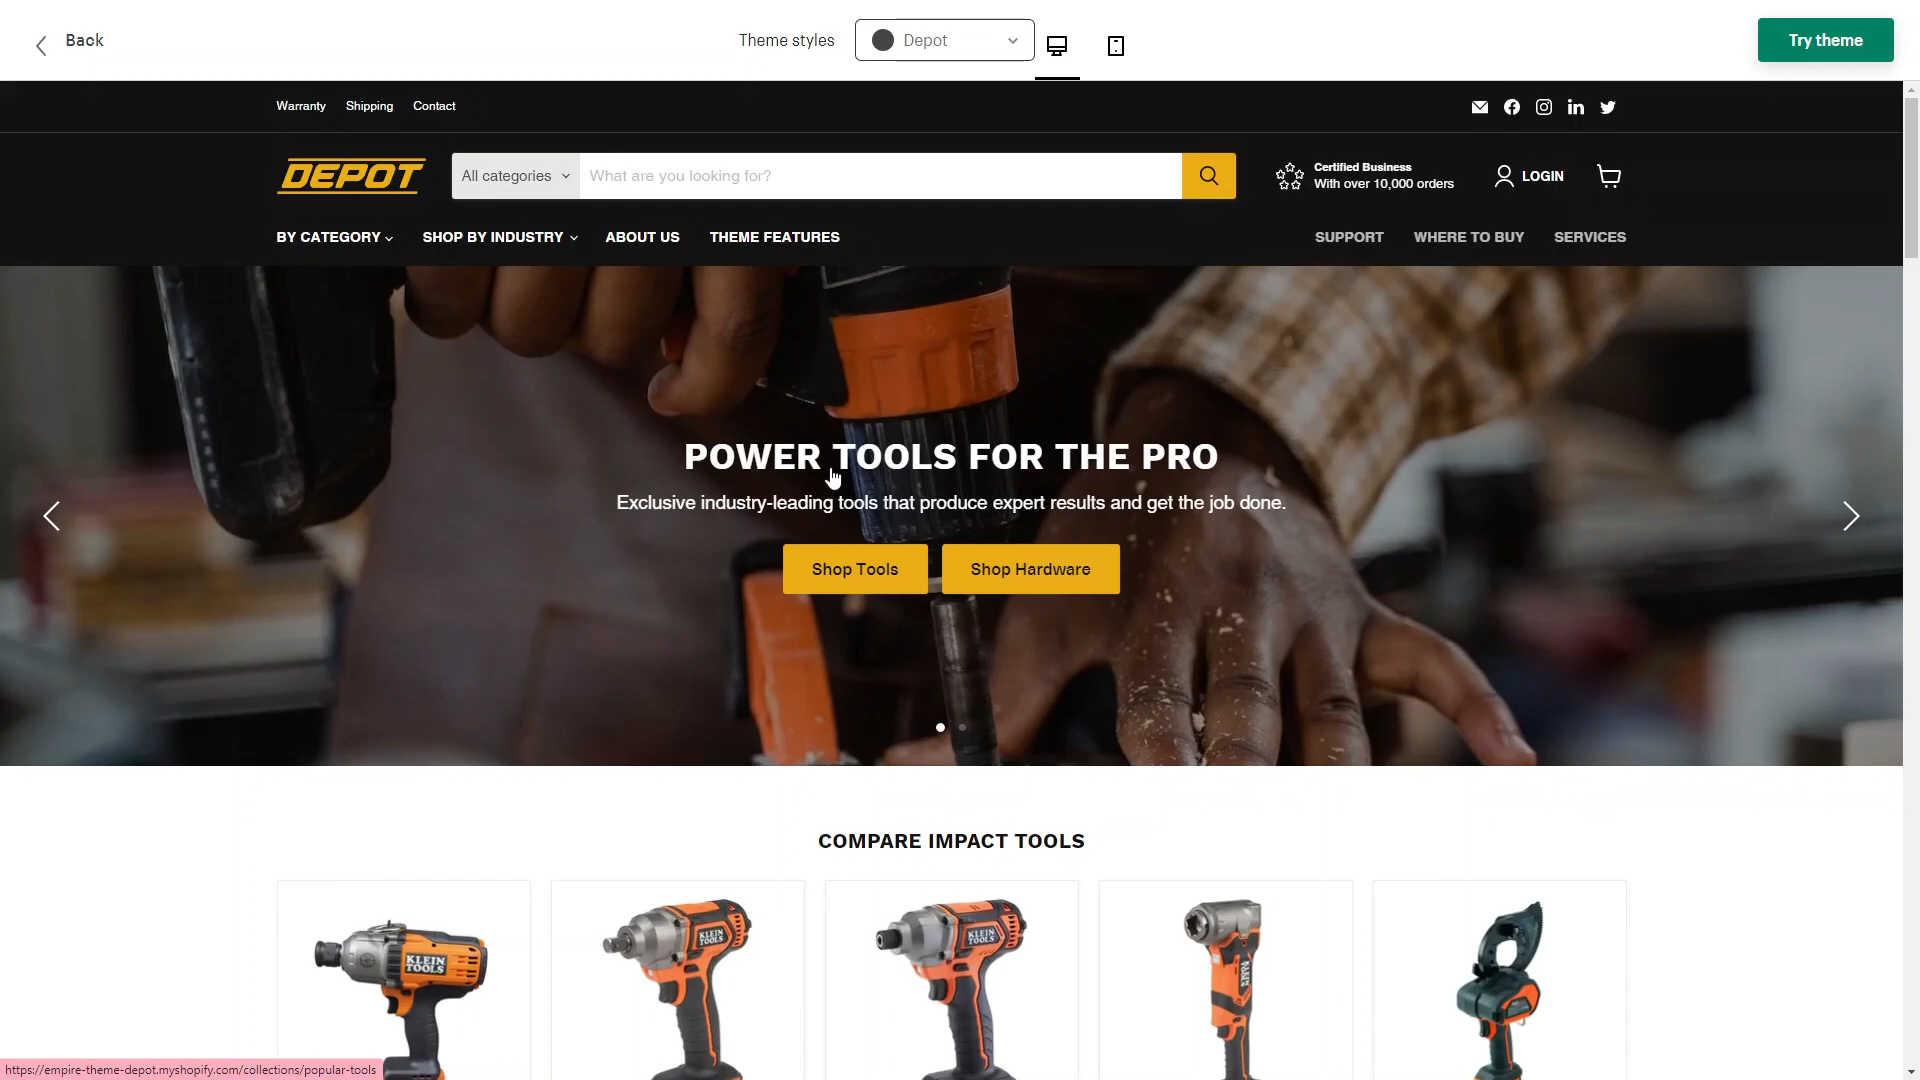 Back
Theme styles
Depot
Try theme
Warranty Shipping Contact
DEPOT
All categories
What are you looking for?
Certified Business
With over 10,000 orders
LOGIN
BY CATEGORY SHOP BY INDUSTRY ABOUT US THEME FEATURES
SUPPORT WHERE TO BUY SERVICES
POWER TOOLS FOR THE PRO
Exclusive industry-leading tools that produce expert results and get the job done.
Shop Tools Shop Hardware
COMPARE IMPACT TOOLS
KLEIN
TOOLS
KLEIN
TOOLS
KLEIN
TOOLS
https://empire-theme-depot.myshopify.com/collections/popular-tools